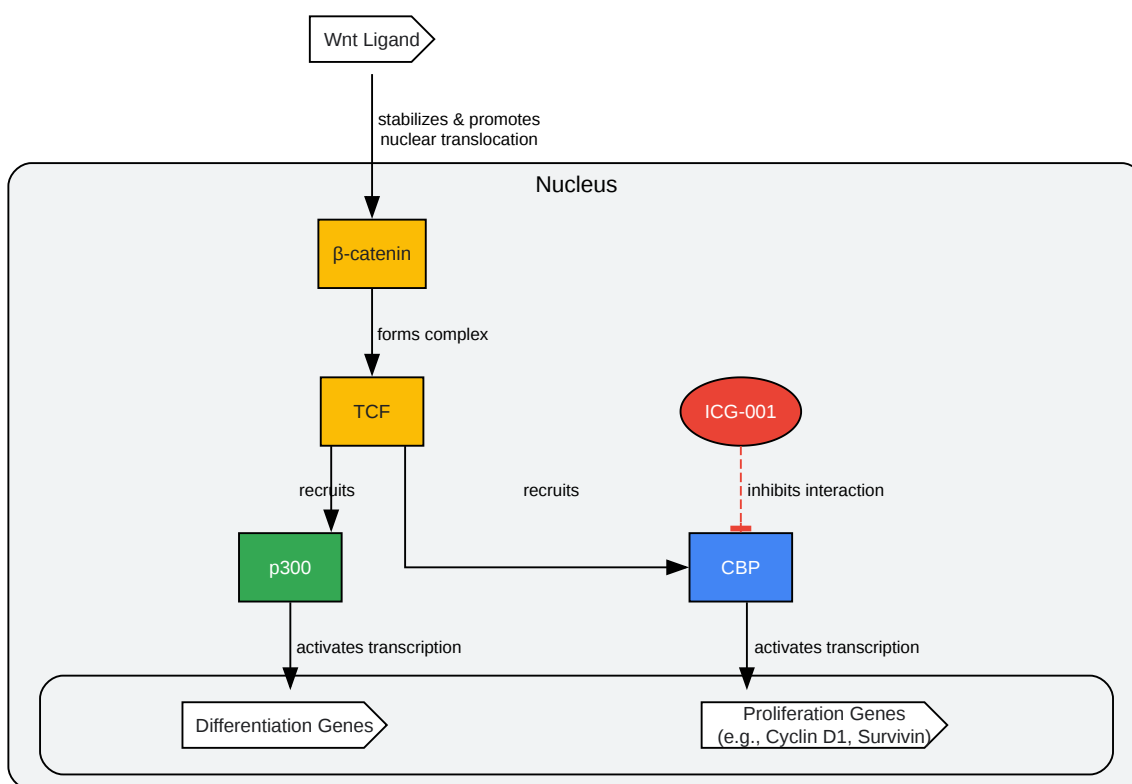 Wnt Ligand
stabilizes & promotes
nuclear translocation
Nucleus
β-catenin
forms complex
TCF
ICG-001
recruits
recruits
inhibits interaction
p300
CBP
activates transcription
activates transcription
Differentiation Genes
Proliferation Genes
(e.g., Cyclin D1, Survivin)